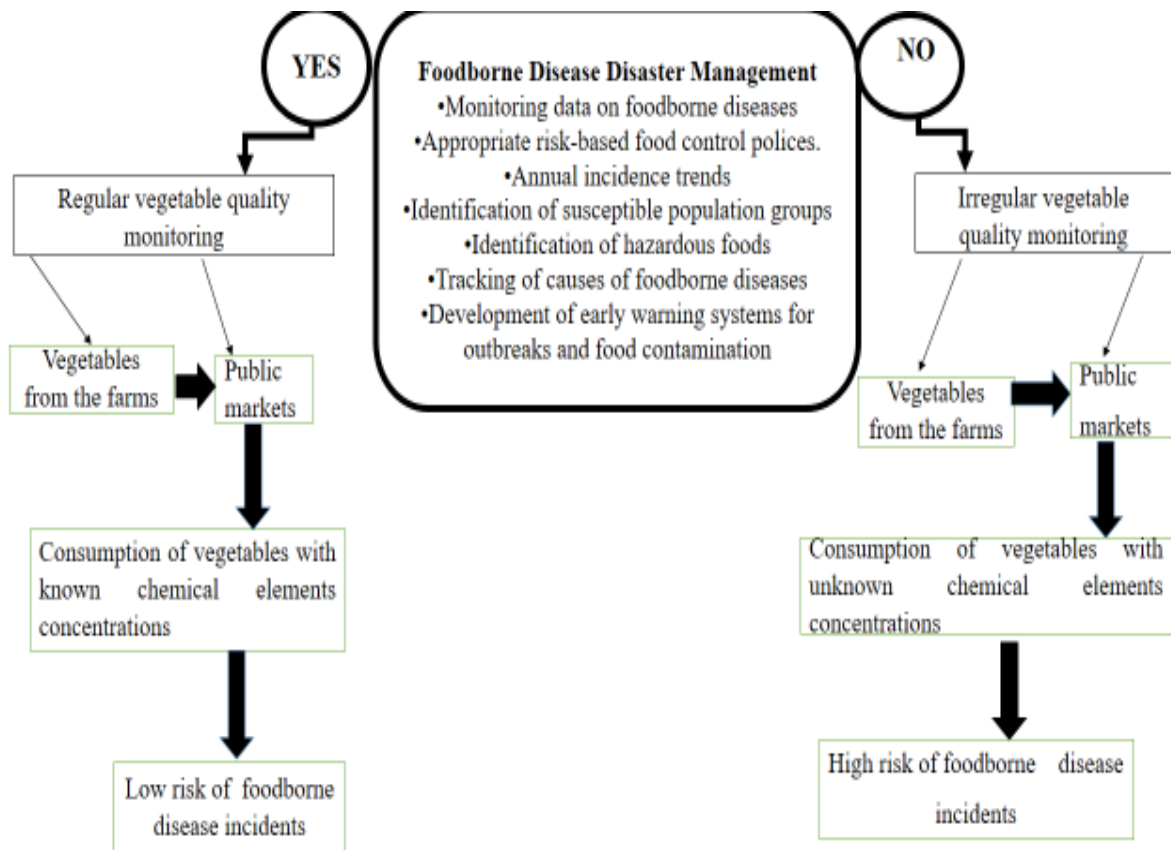 YES
NO
Foodborne Disease Disaster Management
•Monitoring data on foodborne diseases
•Appropriate risk-based food control polices.
•Annual incidence trends
•Identification of susceptible population groups
•Identification of hazardous foods
•Tracking of causes of foodborne diseases
•Development of early warning systems for
outbreaks and food contamination
Regular vegetable quality
monitoring
Vegetables
from the farms
Public
markets
Consumption of vegetables with
known chemical elements
concentrations
Low risk of foodborne
disease incidents
Irregular vegetable
quality monitoring
Vegetables
from the farms
Public
markets
Consumption of vegetables with
unknown chemical elements
concentrations
High risk of foodborne disease
incidents